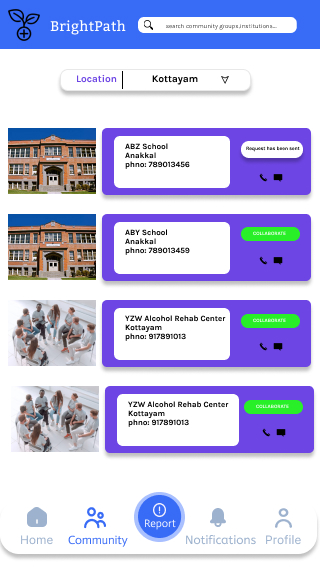 BrightPath
search community groups,institutions...
Location
Kottayam
ABZ School
Anakkal
phno: 789013456
Request has been sent
ABY School
Anakkal
phno: 789013459
COLLABORATE
YZW Alcohol Rehab Center
Kottayam
phno: 917891013
COLLABORATE
YZW Alcohol Rehab Center
Kottayam
phno: 917891013
COLLABORATE
Home
Community
Report
Notifications
Profile